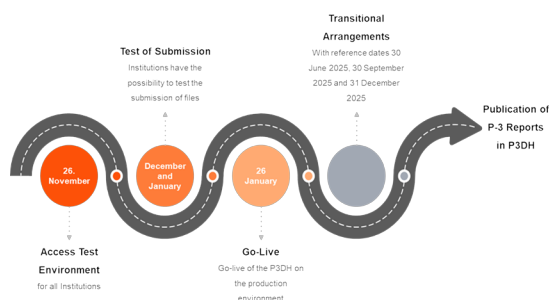 Transitional
Arrangements
With reference dates 30
June 2025, 30 September
2025 and 31 December
2025
Test of Submission
Institutions have the
possibility to test the
submission of files
Publication of
P-3 Reports
in P3DH
26.
November
December
and
January
26
January
Access Test
Environment
for all Institutions
Go-Live
Go-live of the P3DH on
the production
environment